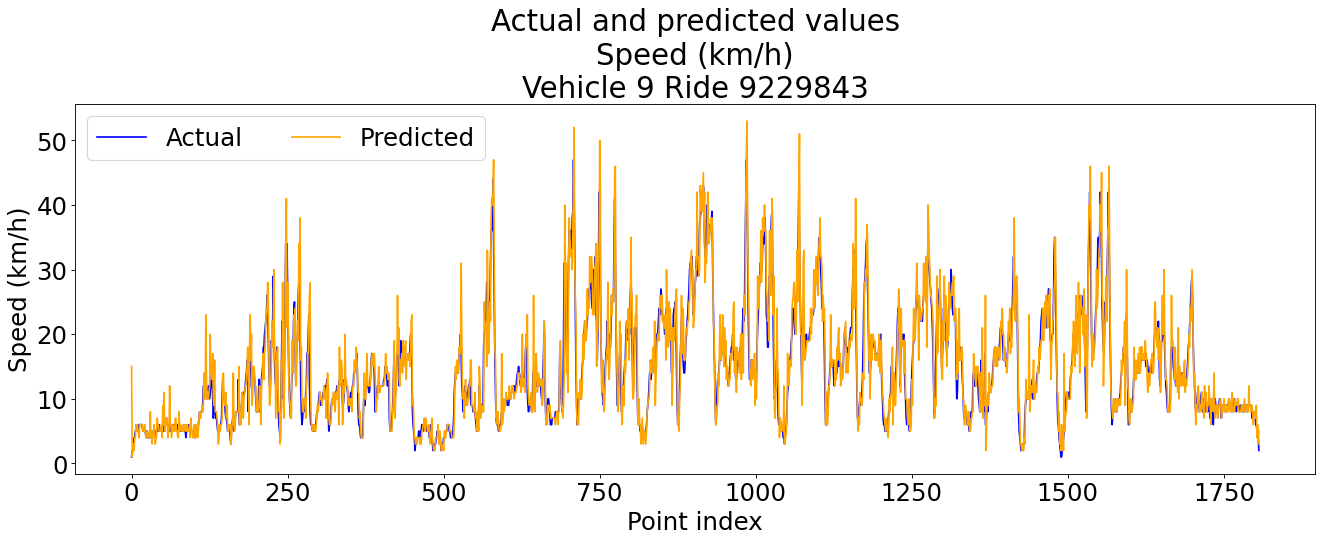 Actual and predicted values
Speed (km/h)
Vehicle 9 Ride 9229843
Actual
Predicted
Speed (km/h)
50
40
30
20
10
0
0 250 500 750 1000 1250 1500 1750
Point index